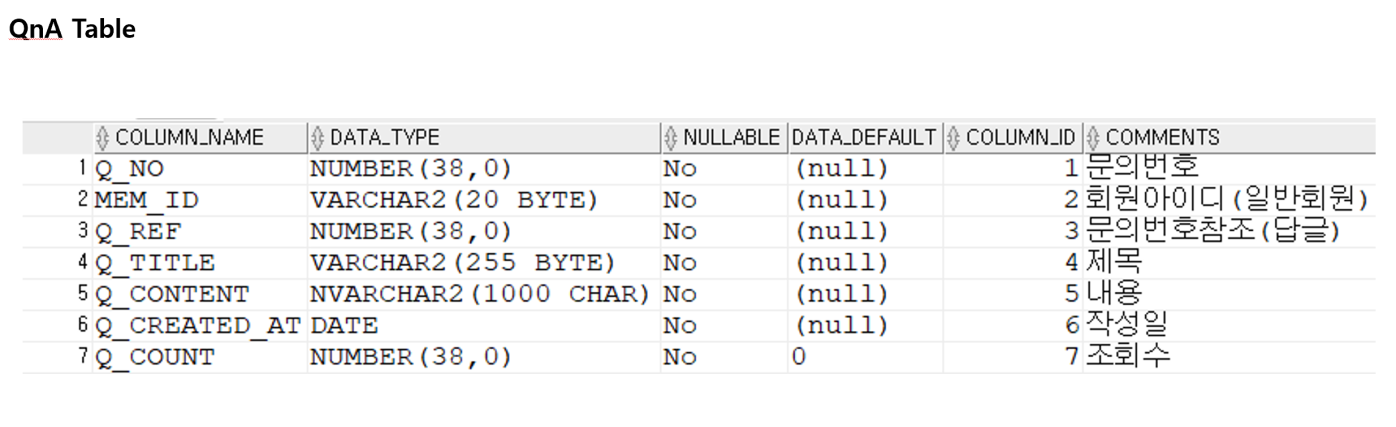 QnA Table
COLUMN_NAME DATA_TYPE NULLABLE DATA_DEFAULT COLUMN_ID COMMENTS
1 Q_NO NUMBER(38,0) No (null) 1 문의번호
2 MEM_ID VARCHAR2(20 BYTE) No (null) 2 회원아이디(일반회원)
3 Q_REF NUMBER(38,0) No (null) 3 문의번호참조(답글)
4 Q_TITLE VARCHAR2(255 BYTE) No (null) 4 제목
5 Q_CONTENT NVARCHAR2(1000 CHAR) No (null) 5 내용
6 Q_CREATED_AT DATE No (null) 6 작성일
7 Q_COUNT NUMBER(38,0) No 0 7 조회수